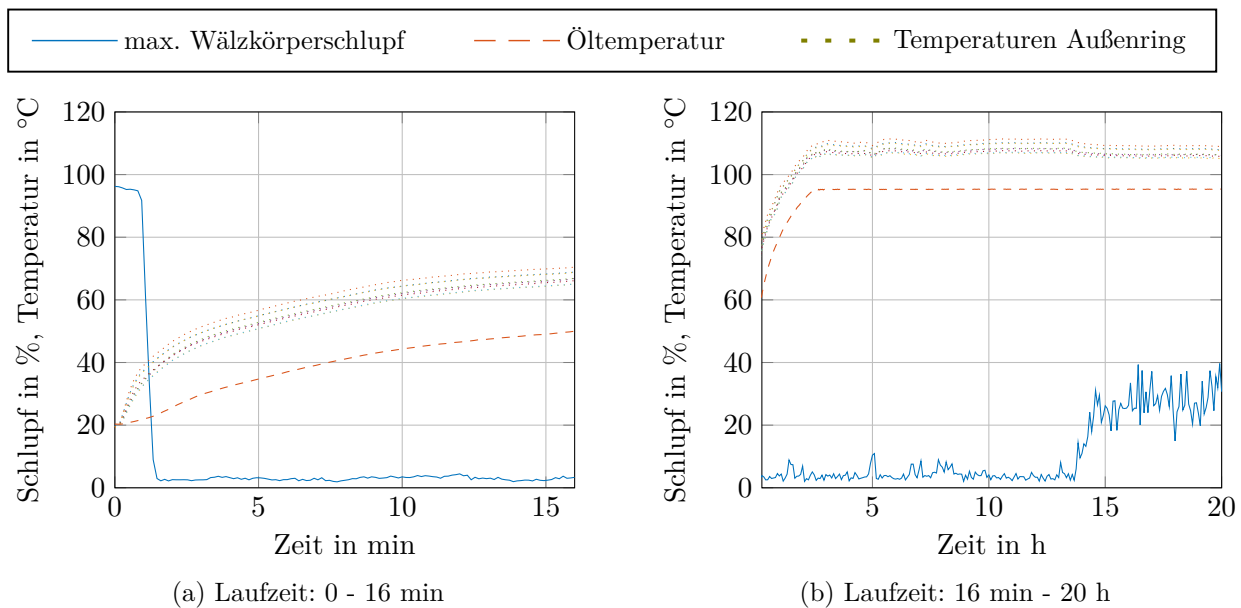 max. Wälzkörperschlupf Öltemperatur Temperaturen Außenring
Schlupf in %, Temperatur in °C
120
100
80
60
40
20
0
0 5 10 15
Zeit in min
(a) Laufzeit: 0 - 16 min
Schlupf in %, Temperatur in °C
120
100
80
60
40
20
0
5 10 15 20
Zeit in h
(b) Laufzeit: 16 min - 20 h